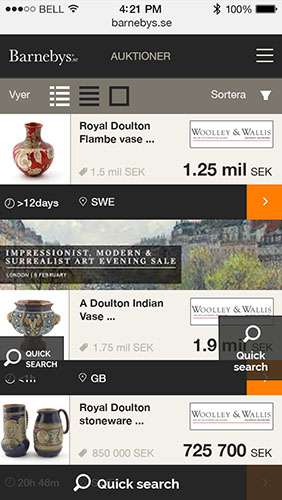 BELL 4:21 PM 100%
barnebys.se
Barnebys.se AUKTIONER
Vyer Sortera
Royal Doulton
Flambe vase ...
WOOLLEY & WALLIS
1.5 mil SEK 1.25 mil SEK
>12days SWE
IMPRESSIONIST, MODERN &
SURREALIST ART EVENING SALE
LONDON | 5 FEBRUARY
A Doulton Indian
Vase ...
WOOLLEY & WALLIS
1.75 mil SEK 1.9 mil
QUICK
SEARCH
Quick
search
<1h GB
Royal Doulton
stoneware ...
WOOLLEY & WALLIS
850 000 SEK 725 700 SEK
20h 46m
Quick search